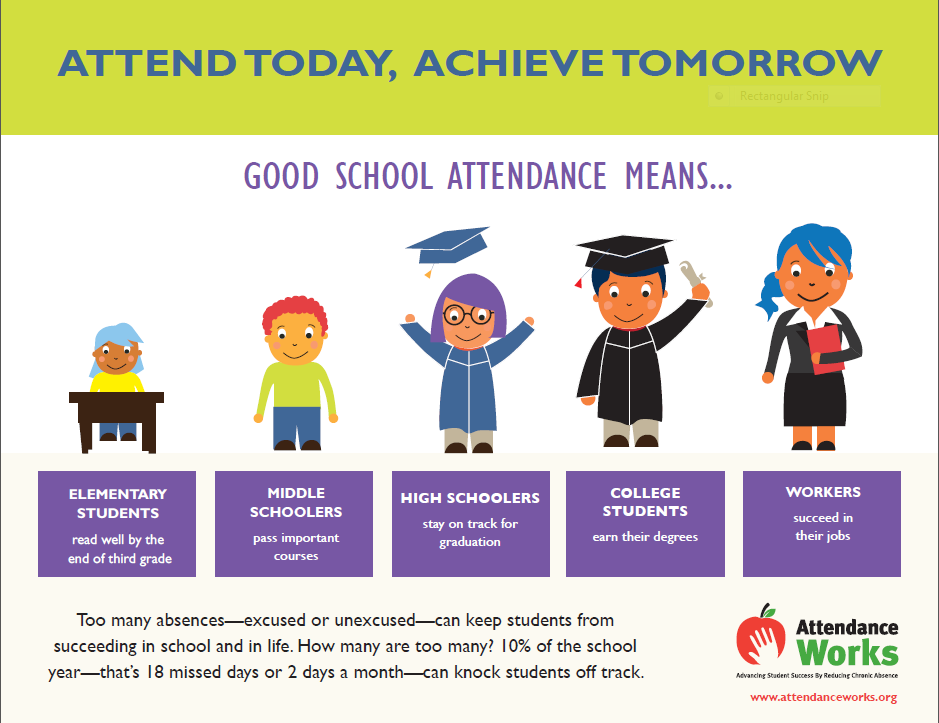 ATTEND TODAY, ACHIEVE TOMORROW
Rectangular Snip
GOOD SCHOOL ATTENDANCE MEANS...
ELEMENTARY
STUDENTS
read well by the
end of third grade
MIDDLE
SCHOOLERS
pass important
courses
HIGH SCHOOLERS
stay on track for
graduation
COLLEGE
STUDENTS
earn their degrees
WORKERS
succeed in
their jobs
Too many absences—excused or unexcused—can keep students from
succeeding in school and in life. How many are too many? 10% of the school
year—that's 18 missed days or 2 days a month—can knock students off track.
Attendance
Works
Advancing Student Success By Reducing Chronic Absence
www.attendanceworks.org